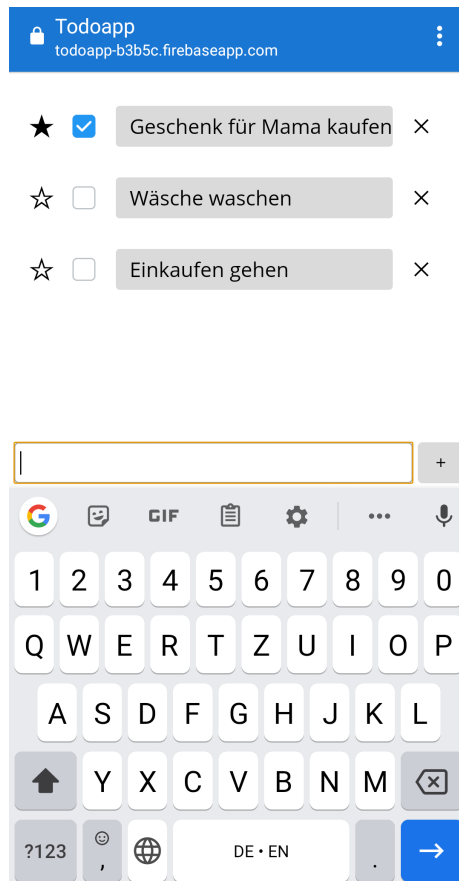 Todoapp
todoapp-b3b5c.firebaseapp.com
Geschenk für Mama kaufen
Wäsche waschen
Einkaufen gehen
+
G GIF
1 2 3 4 5 6 7 8 9 0
Q W E R T Z U I O P
A S D F G H J K L
Y X C V B N M
?123 , DE • EN .